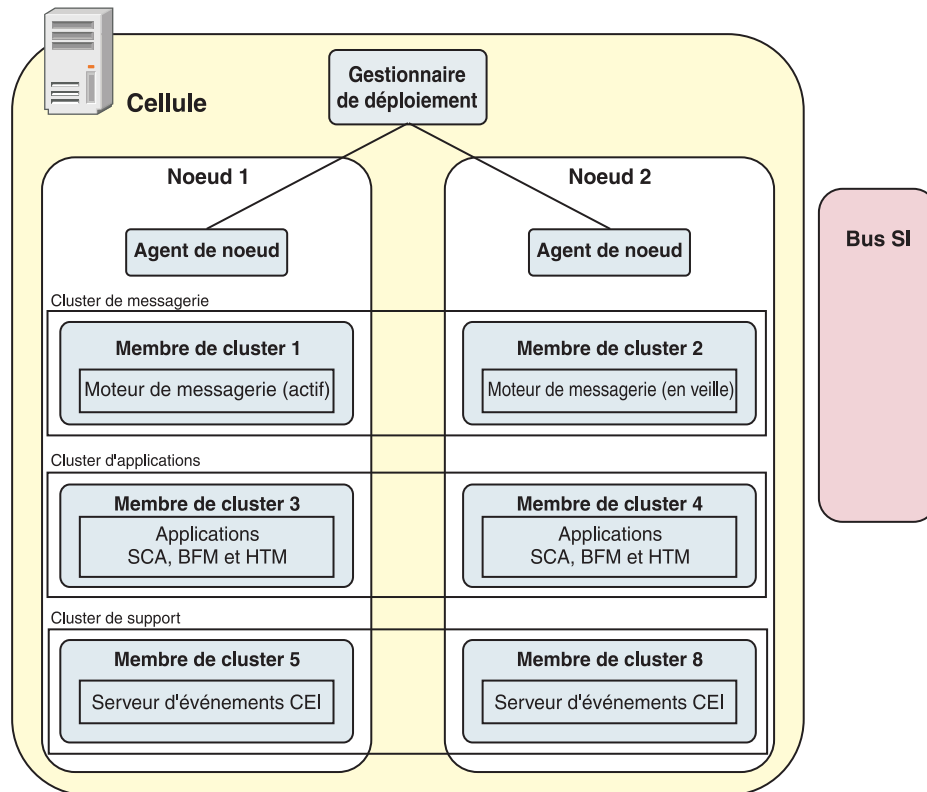 Gestionnaire
de déploiement
Cellule
Noeud 1
Noeud 2
Bus SI
Agent de noeud
Agent de noeud
Cluster de messagerie
Membre de cluster 1
Membre de cluster 2
Moteur de messagerie (actif)
Moteur de messagerie (en veille)
Cluster d'applications
Membre de cluster 3
Membre de cluster 4
Applications
SCA, BFM et HTM
Applications
SCA, BFM et HTM
Cluster de support
Membre de cluster 5
Membre de cluster 8
Serveur d'événements CEI
Serveur d'événements CEI